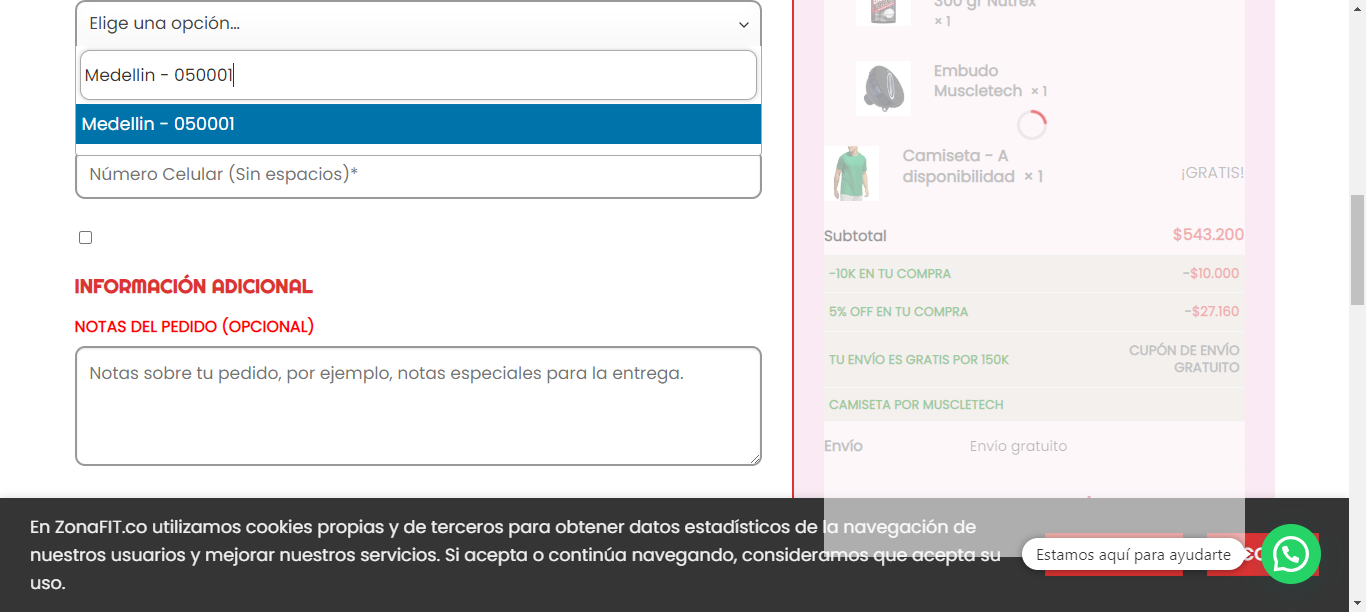 Elige una opción...
Medellin - 050001
Medellin - 050001
Número Celular (Sin espacios)*
INFORMACIÓN ADICIONAL
NOTAS DEL PEDIDO (OPCIONAL)
Notas sobre tu pedido, por ejemplo, notas especiales para la entrega.
300 gr Nutrex
× 1
Embudo
Muscletech × 1
Camiseta - A
disponibilidad × 1
¡GRATIS!
Subtotal $543.200
-10K EN TU COMPRA -$10.000
5% OFF EN TU COMPRA -$27.160
TU ENVÍO ES GRATIS POR 150K CUPÓN DE ENVÍO
GRATUITO
CAMISETA POR MUSCLETECH
Envío Envío gratuito
En ZonaFIT.co utilizamos cookies propias y de terceros para obtener datos estadísticos de la navegación de
nuestros usuarios y mejorar nuestros servicios. Si acepta o continúa navegando, consideramos que acepta su
uso.
Estamos aquí para ayudarte